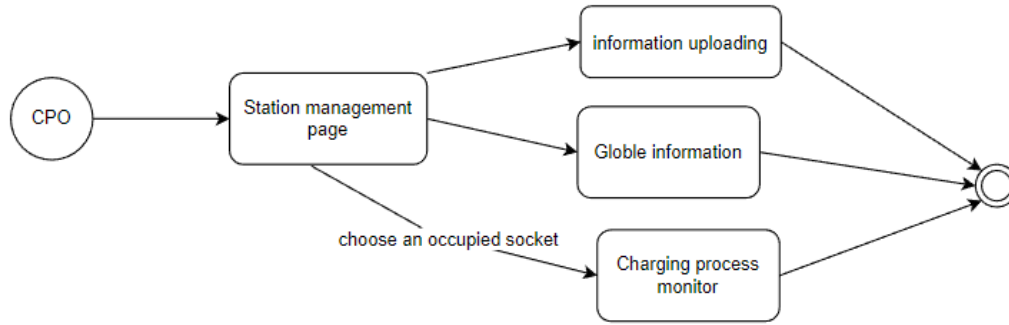 information uploading
CPO
Station management
page
Globle information
choose an occupied socket
Charging process
monitor